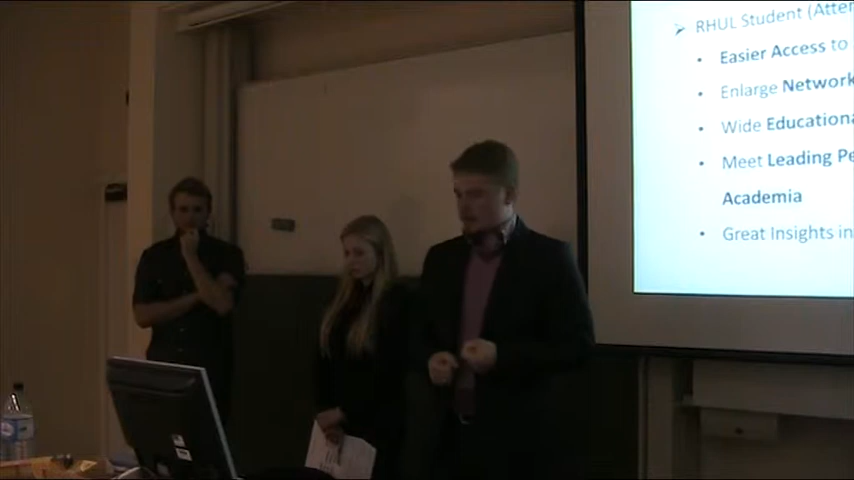 ➢ RHUL Student (Atten
• Easier Access to
• Enlarge Network
• Wide Educationa
• Meet Leading Pe
Academia
• Great Insights in